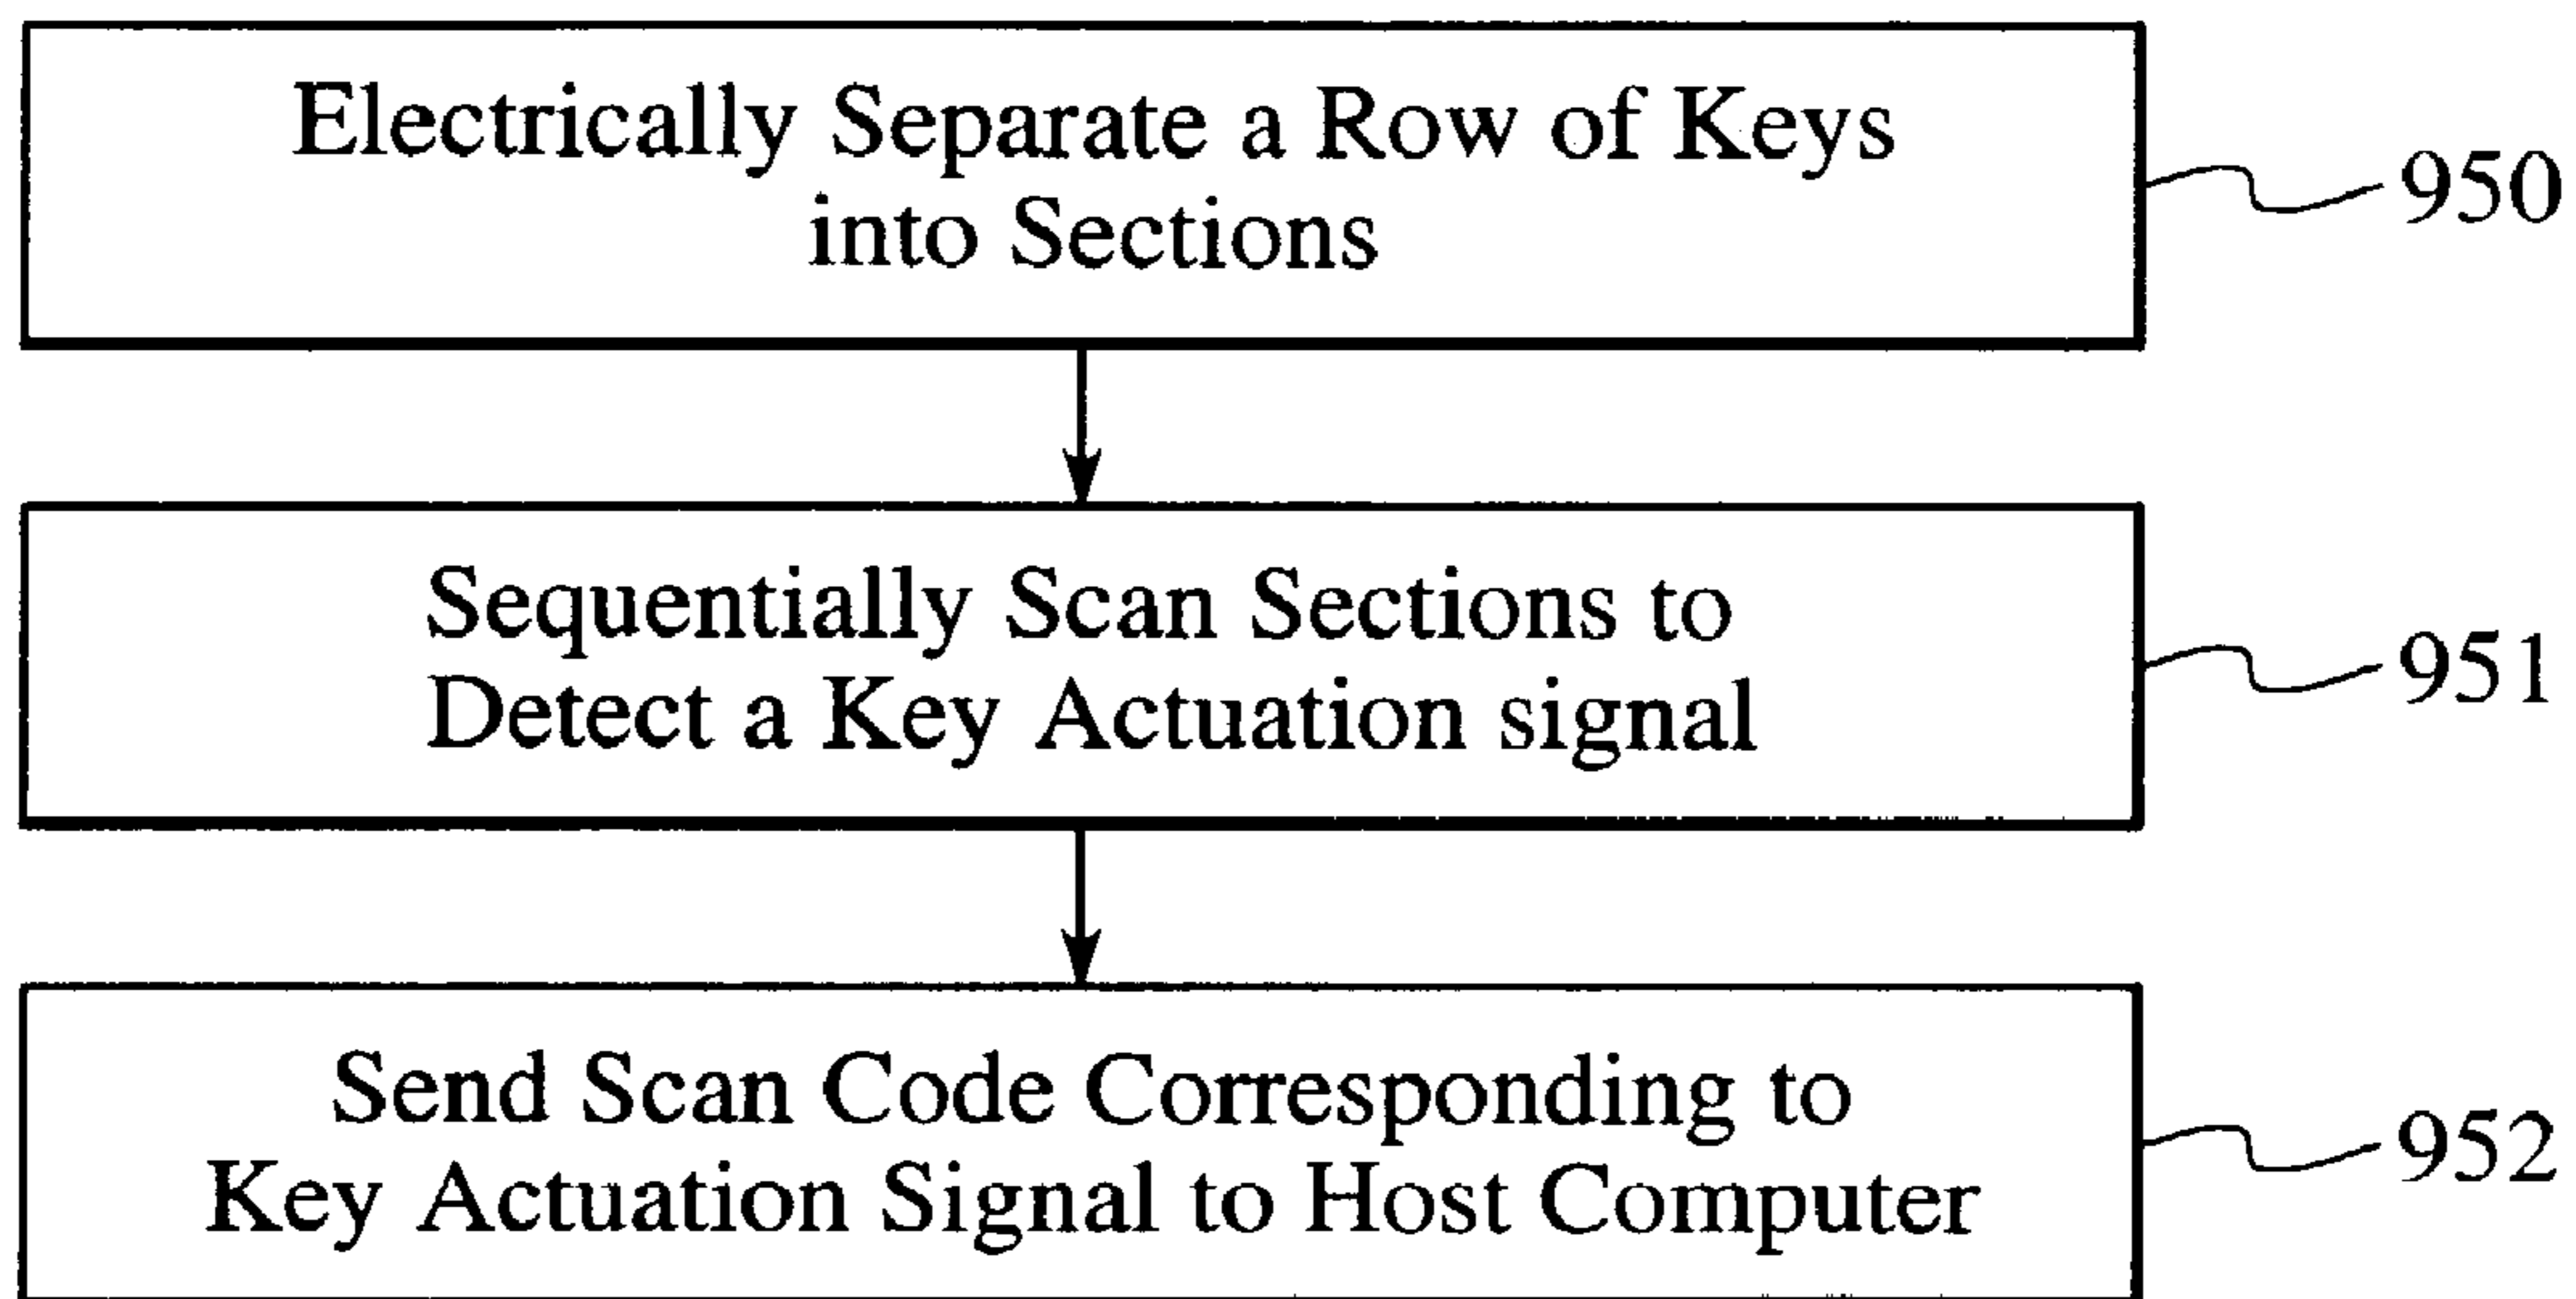 Electrically Separate a Row of Keys
into Sections
950
Sequentially Scan Sections to
Detect a Key Actuation signal
951
Send Scan Code Corresponding to
Key Actuation Signal to Host Computer
952